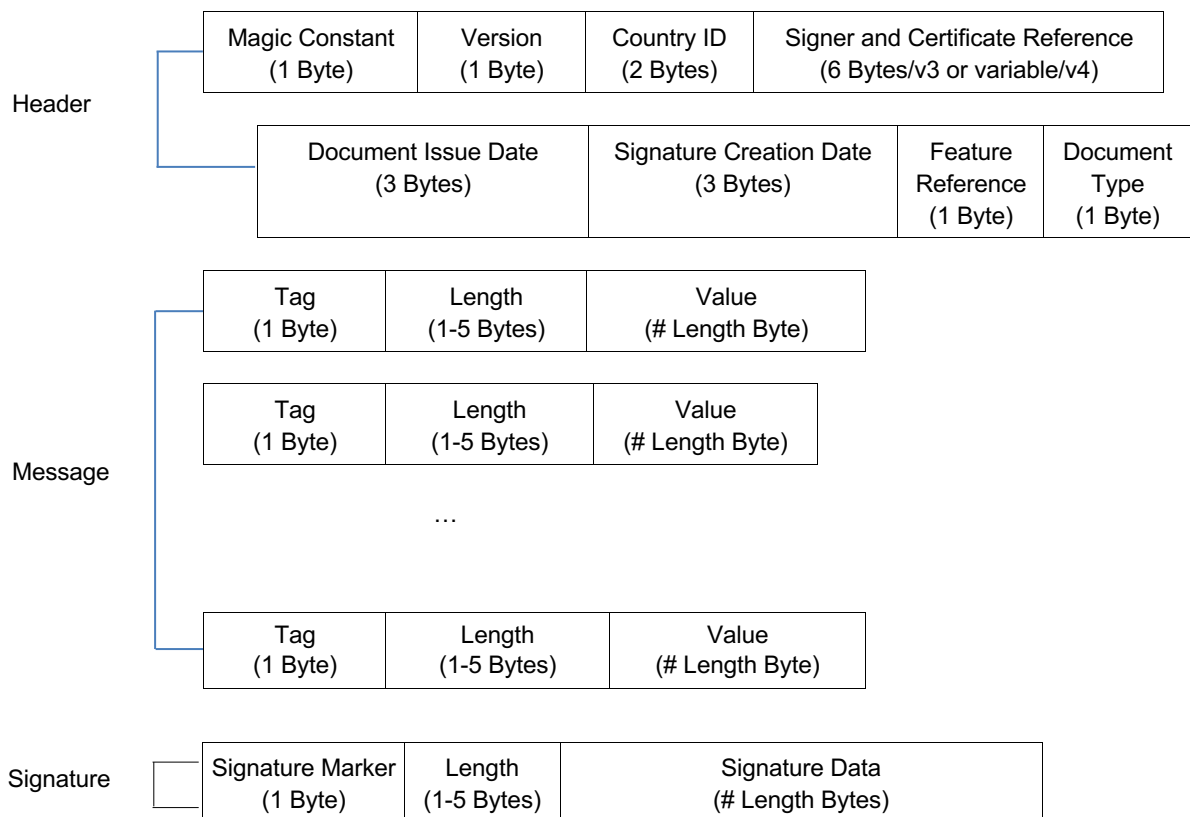 Magic Constant
(1 Byte)
Version
(1 Byte)
Country ID
(2 Bytes)
Signer and Certificate Reference
(6 Bytes/v3 or variable/v4)
Header
Document Issue Date
(3 Bytes)
Signature Creation Date
(3 Bytes)
Feature
Reference
(1 Byte)
Document
Type
(1 Byte)
Tag
(1 Byte)
Length
(1-5 Bytes)
Value
(# Length Byte)
Tag
(1 Byte)
Length
(1-5 Bytes)
Value
(# Length Byte)
Message
…
Tag
(1 Byte)
Length
(1-5 Bytes)
Value
(# Length Byte)
Signature
Signature Marker
(1 Byte)
Length
(1-5 Bytes)
Signature Data
(# Length Bytes)